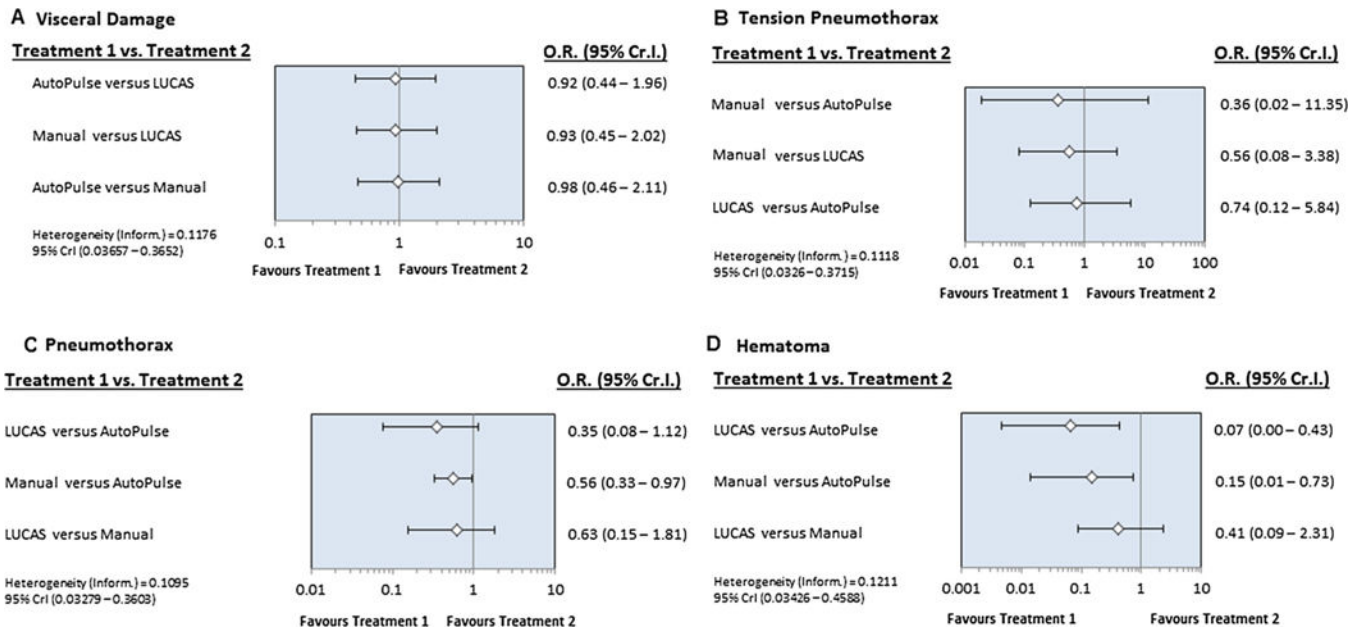 A Visceral Damage
Treatment 1 vs. Treatment 2 O.R. (95% Cr.I.)
AutoPulse versus LUCAS 0.92 (0.44 – 1.96)
Manual versus LUCAS 0.93 (0.45 – 2.02)
AutoPulse versus Manual 0.98 (0.46 – 2.11)
Heterogeneity (Inform.) = 0.1176
95% CrI (0.03657 – 0.3652)
0.1 1 10
Favours Treatment 1 Favours Treatment 2
B Tension Pneumothorax
Treatment 1 vs. Treatment 2 O.R. (95% Cr.I.)
Manual versus AutoPulse 0.36 (0.02 – 11.35)
Manual versus LUCAS 0.56 (0.08 – 3.38)
LUCAS versus AutoPulse 0.74 (0.12 – 5.84)
Heterogeneity (Inform.) = 0.1118
95% CrI (0.0326 – 0.3715)
0.01 0.1 1 10 100
Favours Treatment 1 Favours Treatment 2
C Pneumothorax
Treatment 1 vs. Treatment 2 O.R. (95% Cr.I.)
LUCAS versus AutoPulse 0.35 (0.08 – 1.12)
Manual versus AutoPulse 0.56 (0.33 – 0.97)
LUCAS versus Manual 0.63 (0.15 – 1.81)
Heterogeneity (Inform.) = 0.1095
95% CrI (0.03279 – 0.3603)
0.01 0.1 1 10
Favours Treatment 1 Favours Treatment 2
D Hematoma
Treatment 1 vs. Treatment 2 O.R. (95% Cr.I.)
LUCAS versus AutoPulse 0.07 (0.00 – 0.43)
Manual versus AutoPulse 0.15 (0.01 – 0.73)
LUCAS versus Manual 0.41 (0.09 – 2.31)
Heterogeneity (Inform.) = 0.1211
95% CrI (0.03426 – 0.4588)
0.001 0.01 0.1 1 10
Favours Treatment 1 Favours Treatment 2